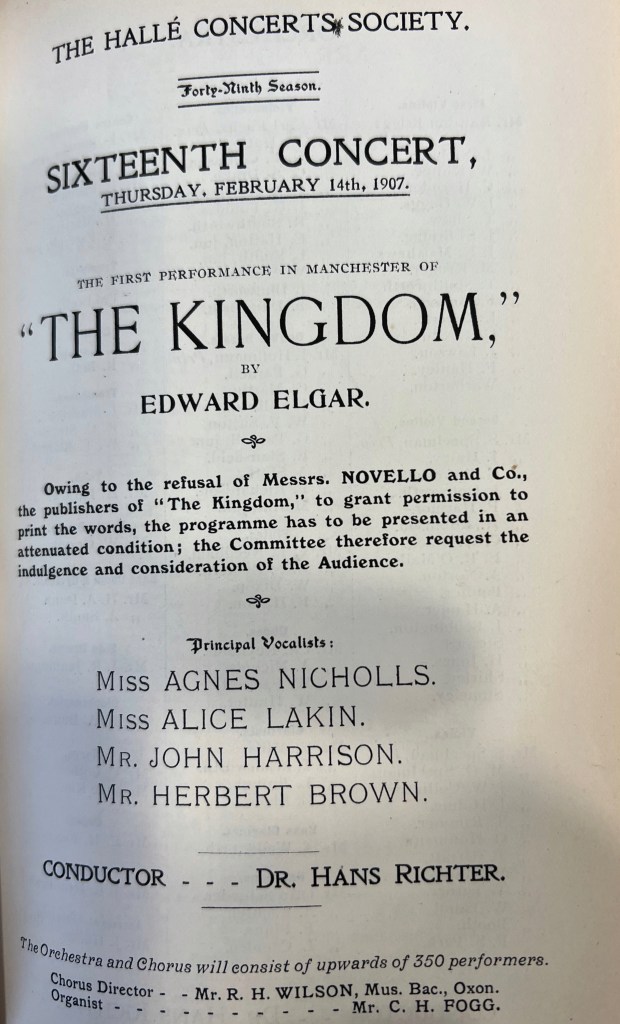 THE HALLÉ CONCERTS SOCIETY.
Forty-Ninth Season.
SIXTEENTH CONCERT,
THURSDAY, FEBRUARY 14th, 1907.
THE FIRST PERFORMANCE IN MANCHESTER OF
"THE KINGDOM,"
BY
EDWARD ELGAR.
Owing to the refusal of Messrs. NOVELLO and Co.,
the publishers of "The Kingdom," to grant permission to
print the words, the programme has to be presented in an
attenuated condition; the Committee therefore request the
indulgence and consideration of the Audience.
Principal Vocalists:
MISS AGNES NICHOLLS.
MISS ALICE LAKIN.
MR. JOHN HARRISON.
MR. HERBERT BROWN.
CONDUCTOR - - - DR. HANS RICHTER.
The Orchestra and Chorus will consist of upwards of 350 performers.
Chorus Director - - Mr. R. H. WILSON, Mus. Bac., Oxon.
Organist - - - - - - - - - - Mr. C. H. FOGG.